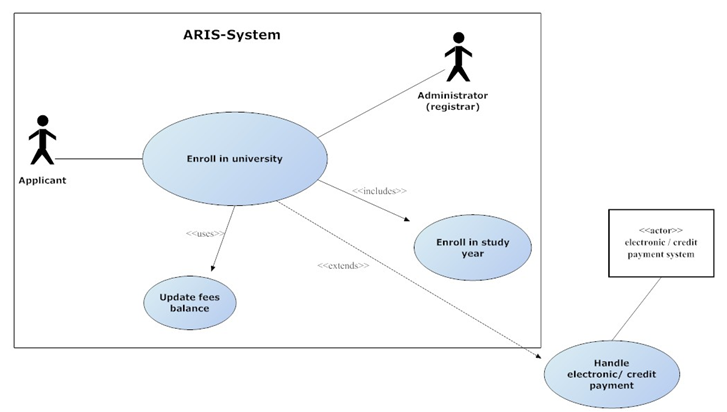 ARIS-System
Administrator
(registrar)
Applicant
Enroll in university
<<includes>>
<<uses>>
Enroll in study
year
<<actor>>
electronic / credit
payment system
<<extends>>
Update fees
balance
Handle
electronic/ credit
payment